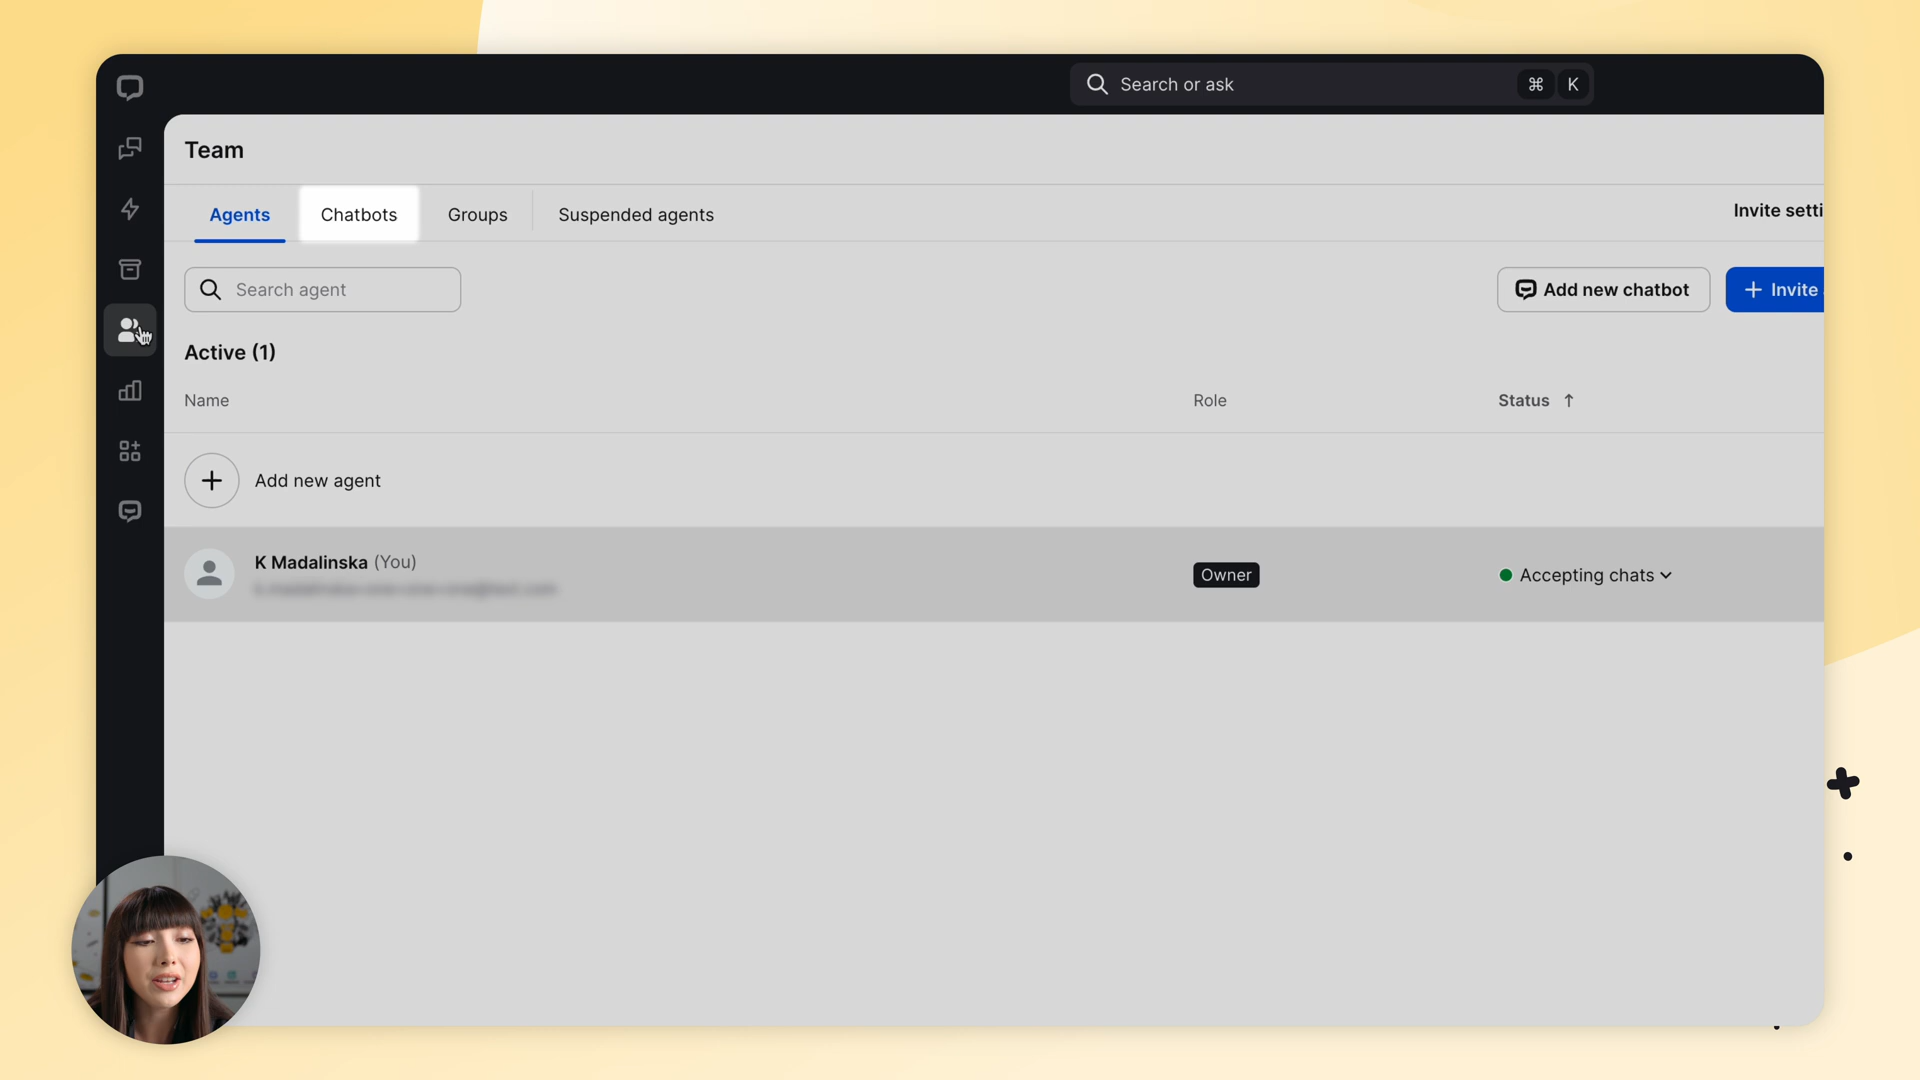 Search or ask
⌘ K
Team
Agents
Chatbots
Groups
Suspended agents
Invite setti
Search agent
Add new chatbot
+ Invite
Active (1)
Name
Role
Status ↑
Add new agent
K Madalinska (You)
Owner
Accepting chats